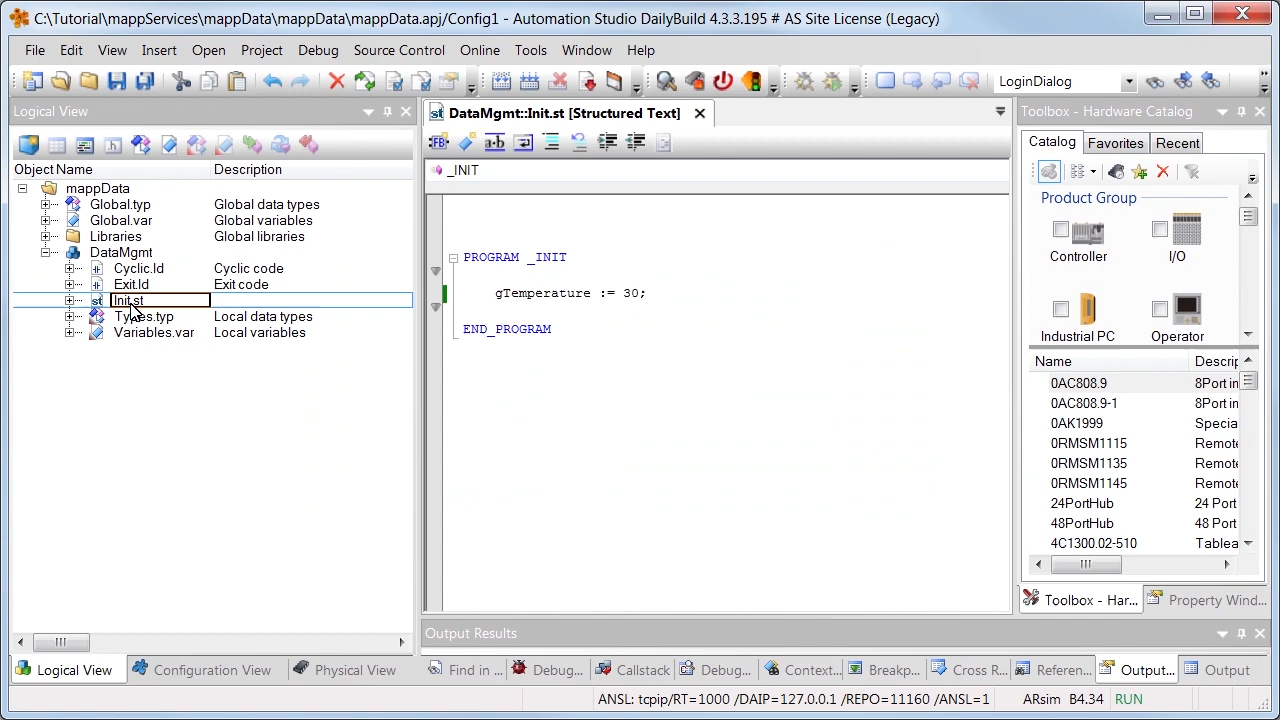 C:\Tutorial\mappServices\mappData\mappData\mappData.apj/Config1 - Automation Studio DailyBuild 4.3.3.195 # AS Site License (Legacy)
File Edit View Insert Open Project Debug Source Control Online Tools Window Help
LoginDialog
Logical View
Object Name Description
mappData
Global.typ Global data types
Global.var Global variables
Libraries Global libraries
DataMgmt
Cyclic.ld Cyclic code
Exit.ld Exit code
Init.st
Types.typ Local data types
Variables.var Local variables
DataMgmt::Init.st [Structured Text]
_INIT
PROGRAM _INIT
gTemperature := 30;
END_PROGRAM
Toolbox - Hardware Catalog
Catalog Favorites Recent
Product Group
Controller I/O
Industrial PC Operator
Name Descrip
0AC808.9 8Port in
0AC808.9-1 8Port in
0AK1999 Specia
0RMSM1115 Remote
0RMSM1135 Remote
0RMSM1145 Remote
24PortHub 24 Port
48PortHub 48 Port
4C1300.02-510 Tablea
Toolbox - Har... Property Wind...
Output Results
Logical View Configuration View Physical View
Find in ... Debug... Callstack Debug... Context... Breakp... Cross R... Referen... Output... Output
ANSL: tcpip/RT=1000 /DAIP=127.0.0.1 /REPO=11160 /ANSL=1 ARsim B4.34 RUN